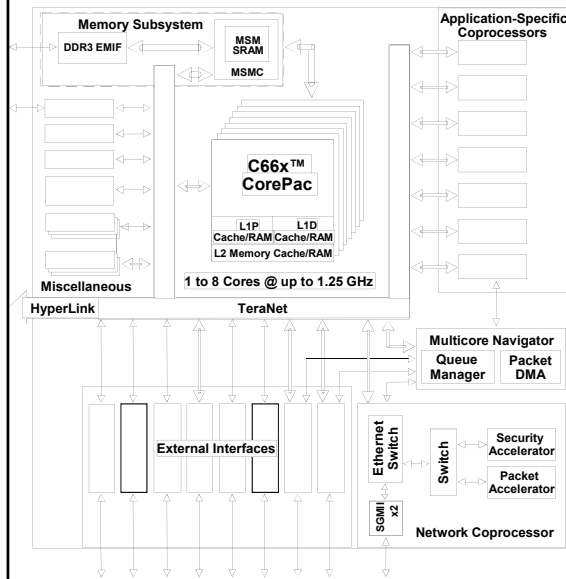 Memory Subsystem
DDR3 EMIF
MSM
SRAM
MSMC
Application-Specific
Coprocessors
C66x™
CorePac
L1P
Cache/RAM
L1D
Cache/RAM
L2 Memory Cache/RAM
1 to 8 Cores @ up to 1.25 GHz
Miscellaneous
HyperLink
TeraNet
Multicore Navigator
Queue
Manager
Packet
DMA
External Interfaces
Ethernet
Switch
Switch
Security
Accelerator
Packet
Accelerator
SGMII
x2
Network Coprocessor